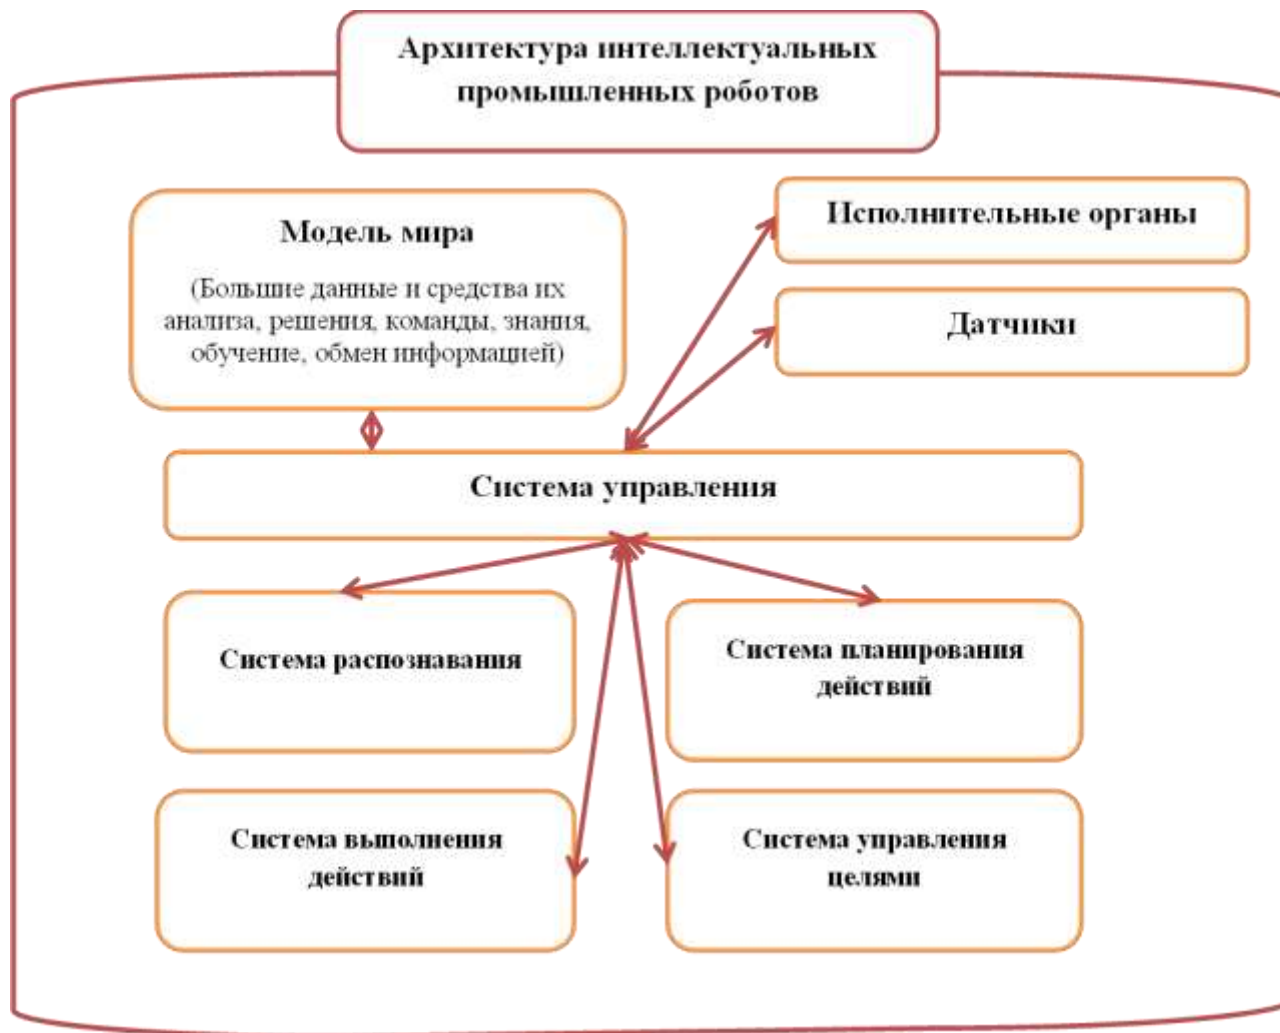 Архитектура интеллектуальных
промышленных роботов
Модель мира
(Большие данные и средства их
анализа, решения, команды, знания,
обучение, обмен информацией)
Исполнительные органы
Датчики
Система управления
Система распознавания
Система планирования
действий
Система выполнения
действий
Система управления
целями